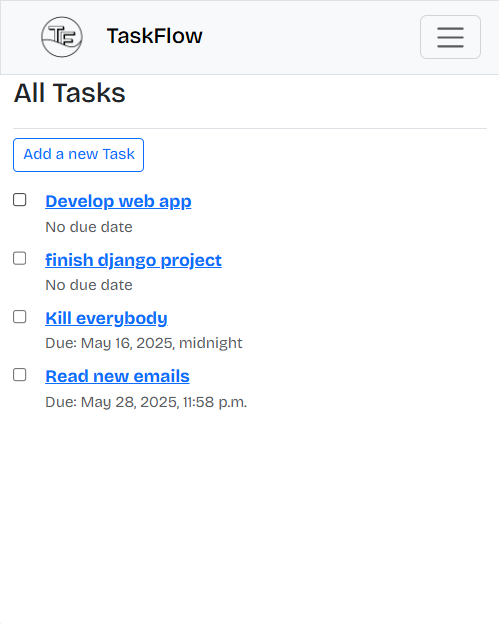 TF
TaskFlow
All Tasks
Add a new Task
Develop web app
No due date
finish django project
No due date
Kill everybody
Due: May 16, 2025, midnight
Read new emails
Due: May 28, 2025, 11:58 p.m.